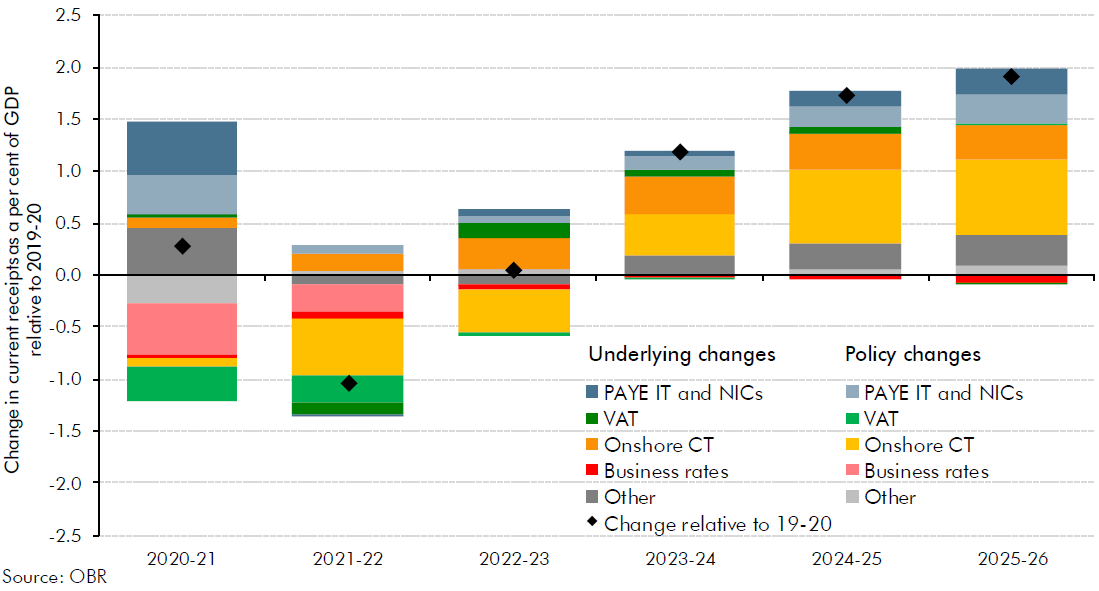 Change in current receipts as a per cent of GDP
relative to 2019-20
2.5
2.0
1.5
1.0
0.5
0.0
-0.5
-1.0
-1.5
-2.0
-2.5
Underlying changes Policy changes
PAYE IT and NICs PAYE IT and NICs
VAT VAT
Onshore CT Onshore CT
Business rates Business rates
Other Other
Change relative to 19-20
2020-21 2021-22 2022-23 2023-24 2024-25 2025-26
Source: OBR